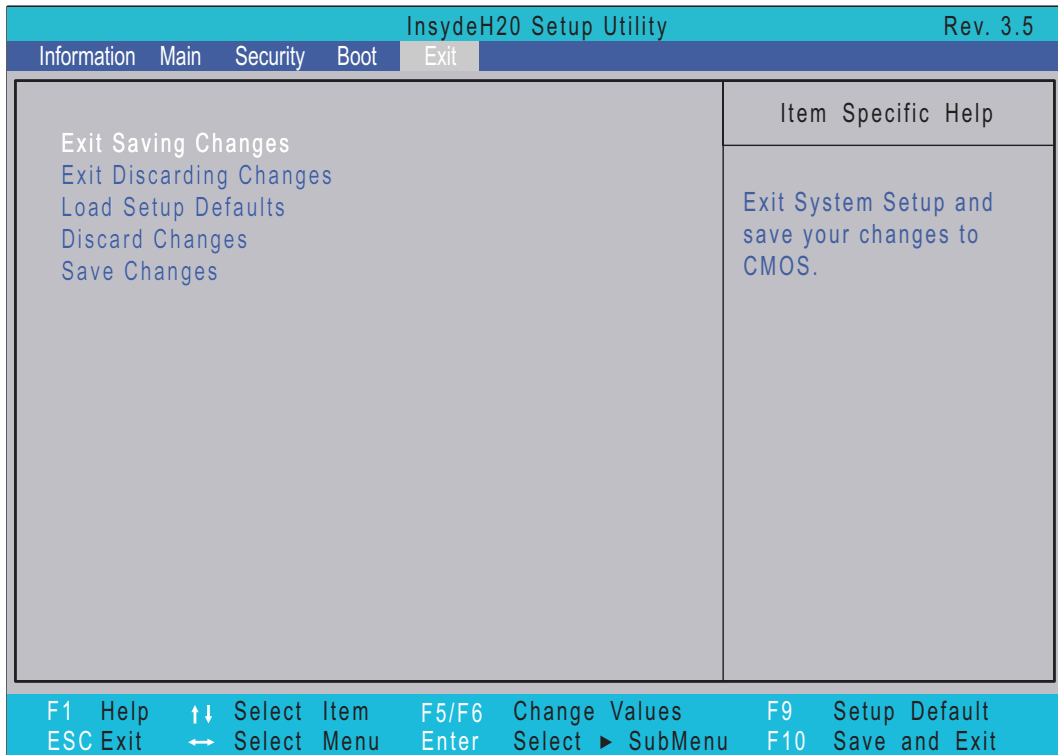 InsydeH20 Setup Utility Rev. 3.5
Information Main Security Boot Exit
Exit Saving Changes
Exit Discarding Changes
Load Setup Defaults
Discard Changes
Save Changes
Item Specific Help
Exit System Setup and
save your changes to
CMOS.
F1 Help ↑↓ Select Item F5/F6 Change Values F9 Setup Default
ESC Exit ↔ Select Menu Enter Select ► SubMenu F10 Save and Exit